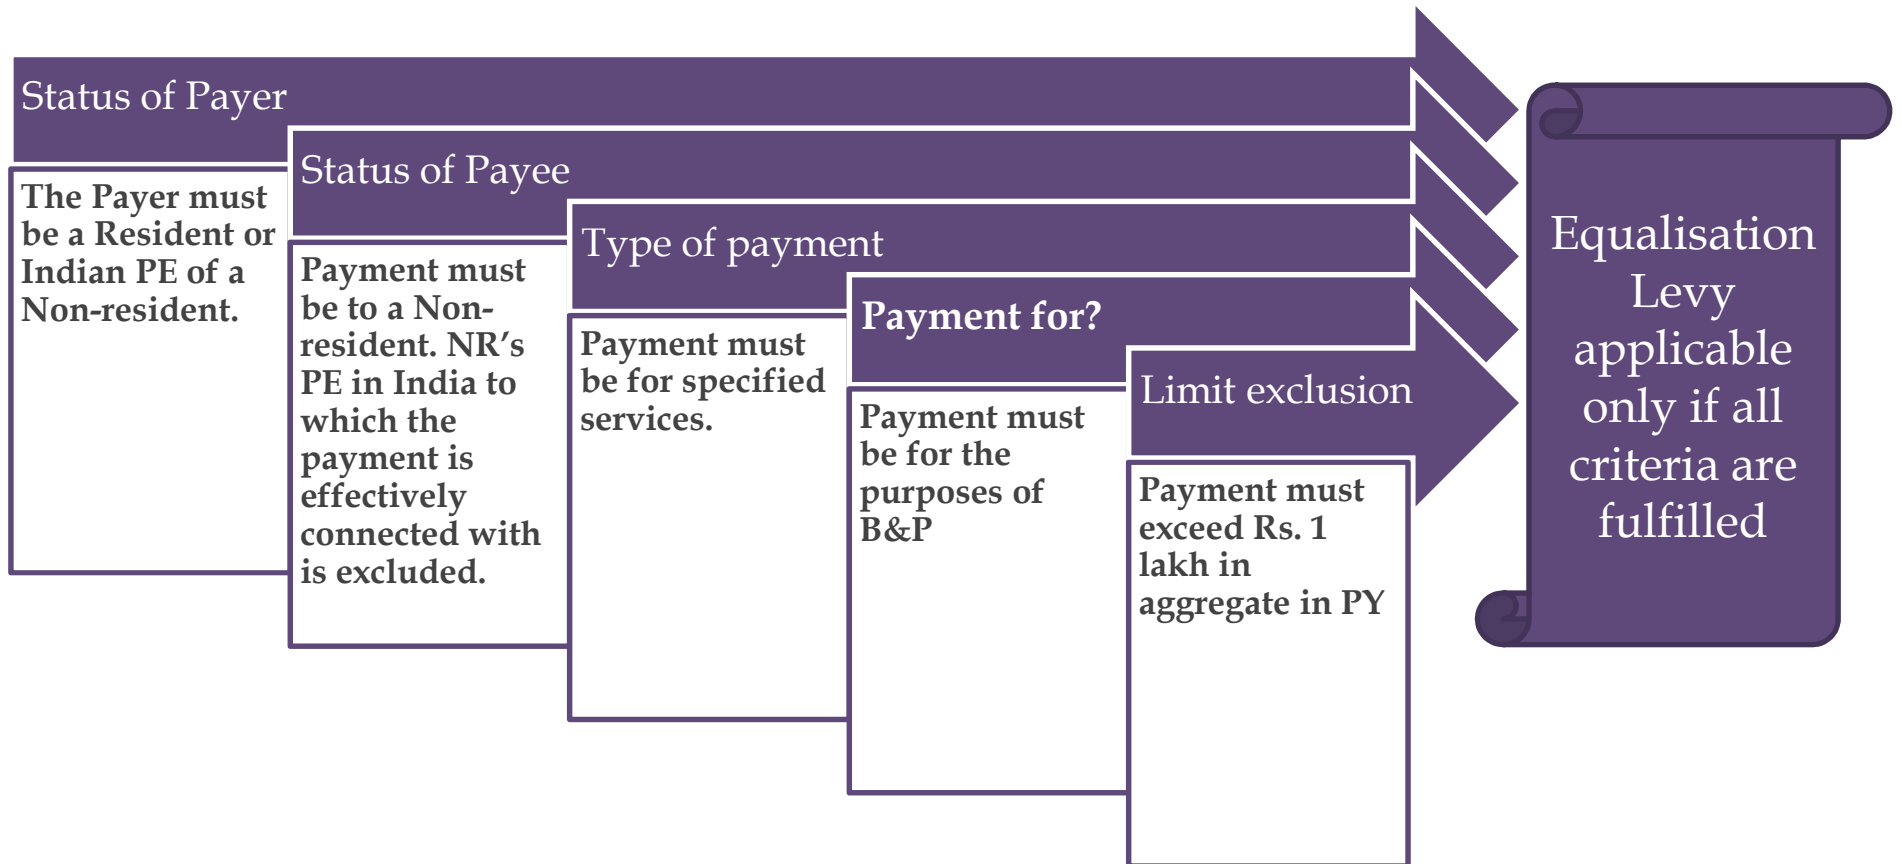 Status of Payer
The Payer must
be a Resident or
Indian PE of a
Non-resident.
Status of Payee
Payment must
be to a Non-
resident. NR’s
PE in India to
which the
payment is
effectively
connected with
is excluded.
Type of payment
Payment must
be for specified
services.
Payment for?
Payment must
be for the
purposes of
B&P
Limit exclusion
Payment must
exceed Rs. 1
lakh in
aggregate in PY
Equalisation
Levy
applicable
only if all
criteria are
fulfilled